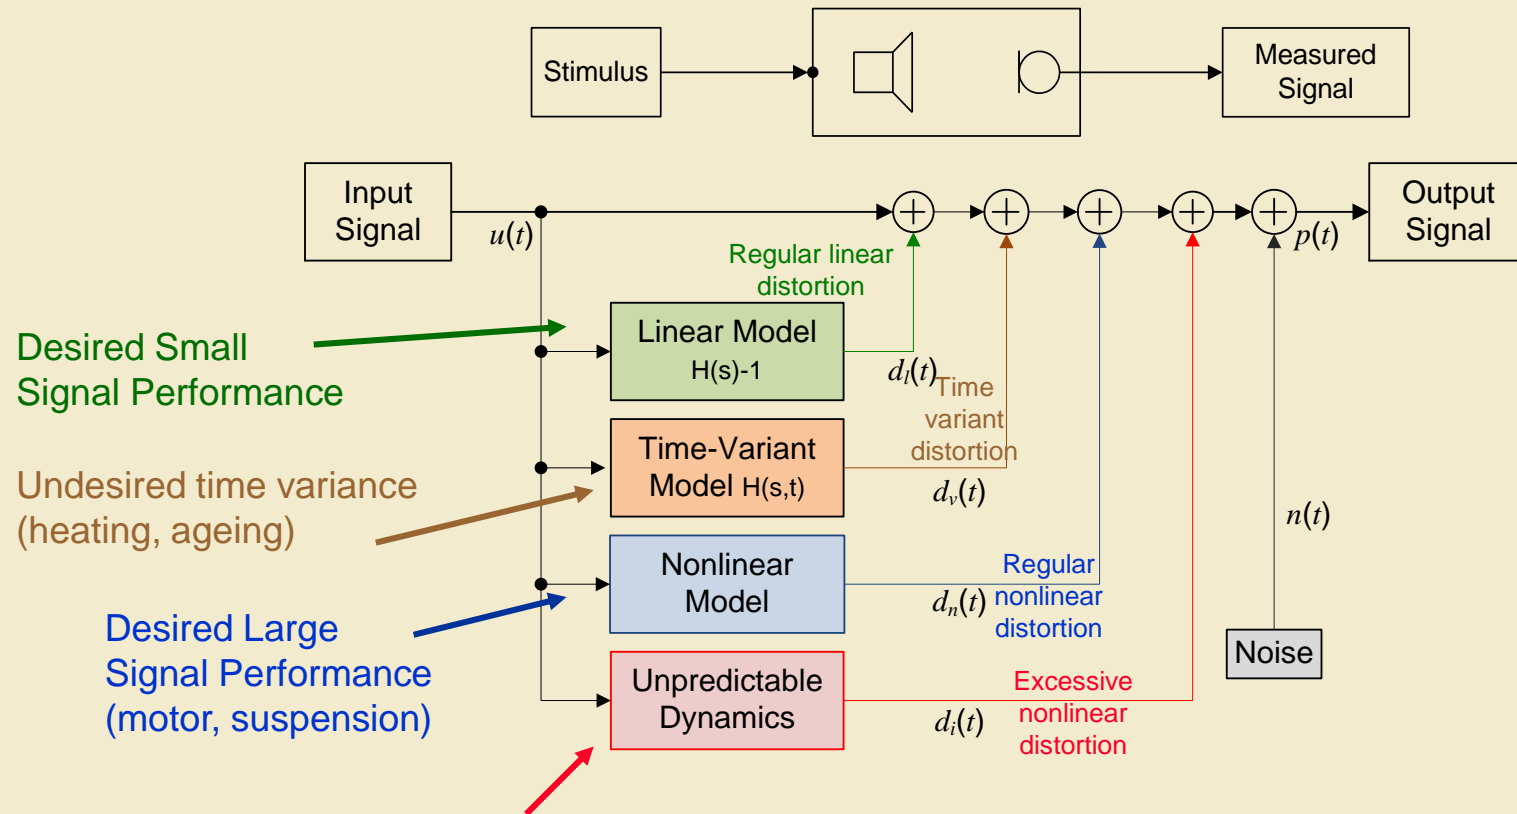 Stimulus
Measured
Signal
Input
Signal
u(t)
p(t)
Output
Signal
Regular linear
distortion
Desired Small
Signal Performance
Linear Model
H(s)-1
d_l(t)
Time
variant
distortion
Undesired time variance
(heating, ageing)
Time-Variant
Model H(s,t)
d_v(t)
n(t)
Desired Large
Signal Performance
(motor, suspension)
Nonlinear
Model
d_n(t)
Regular
nonlinear
distortion
Noise
Unpredictable
Dynamics
d_i(t)
Excessive
nonlinear
distortion